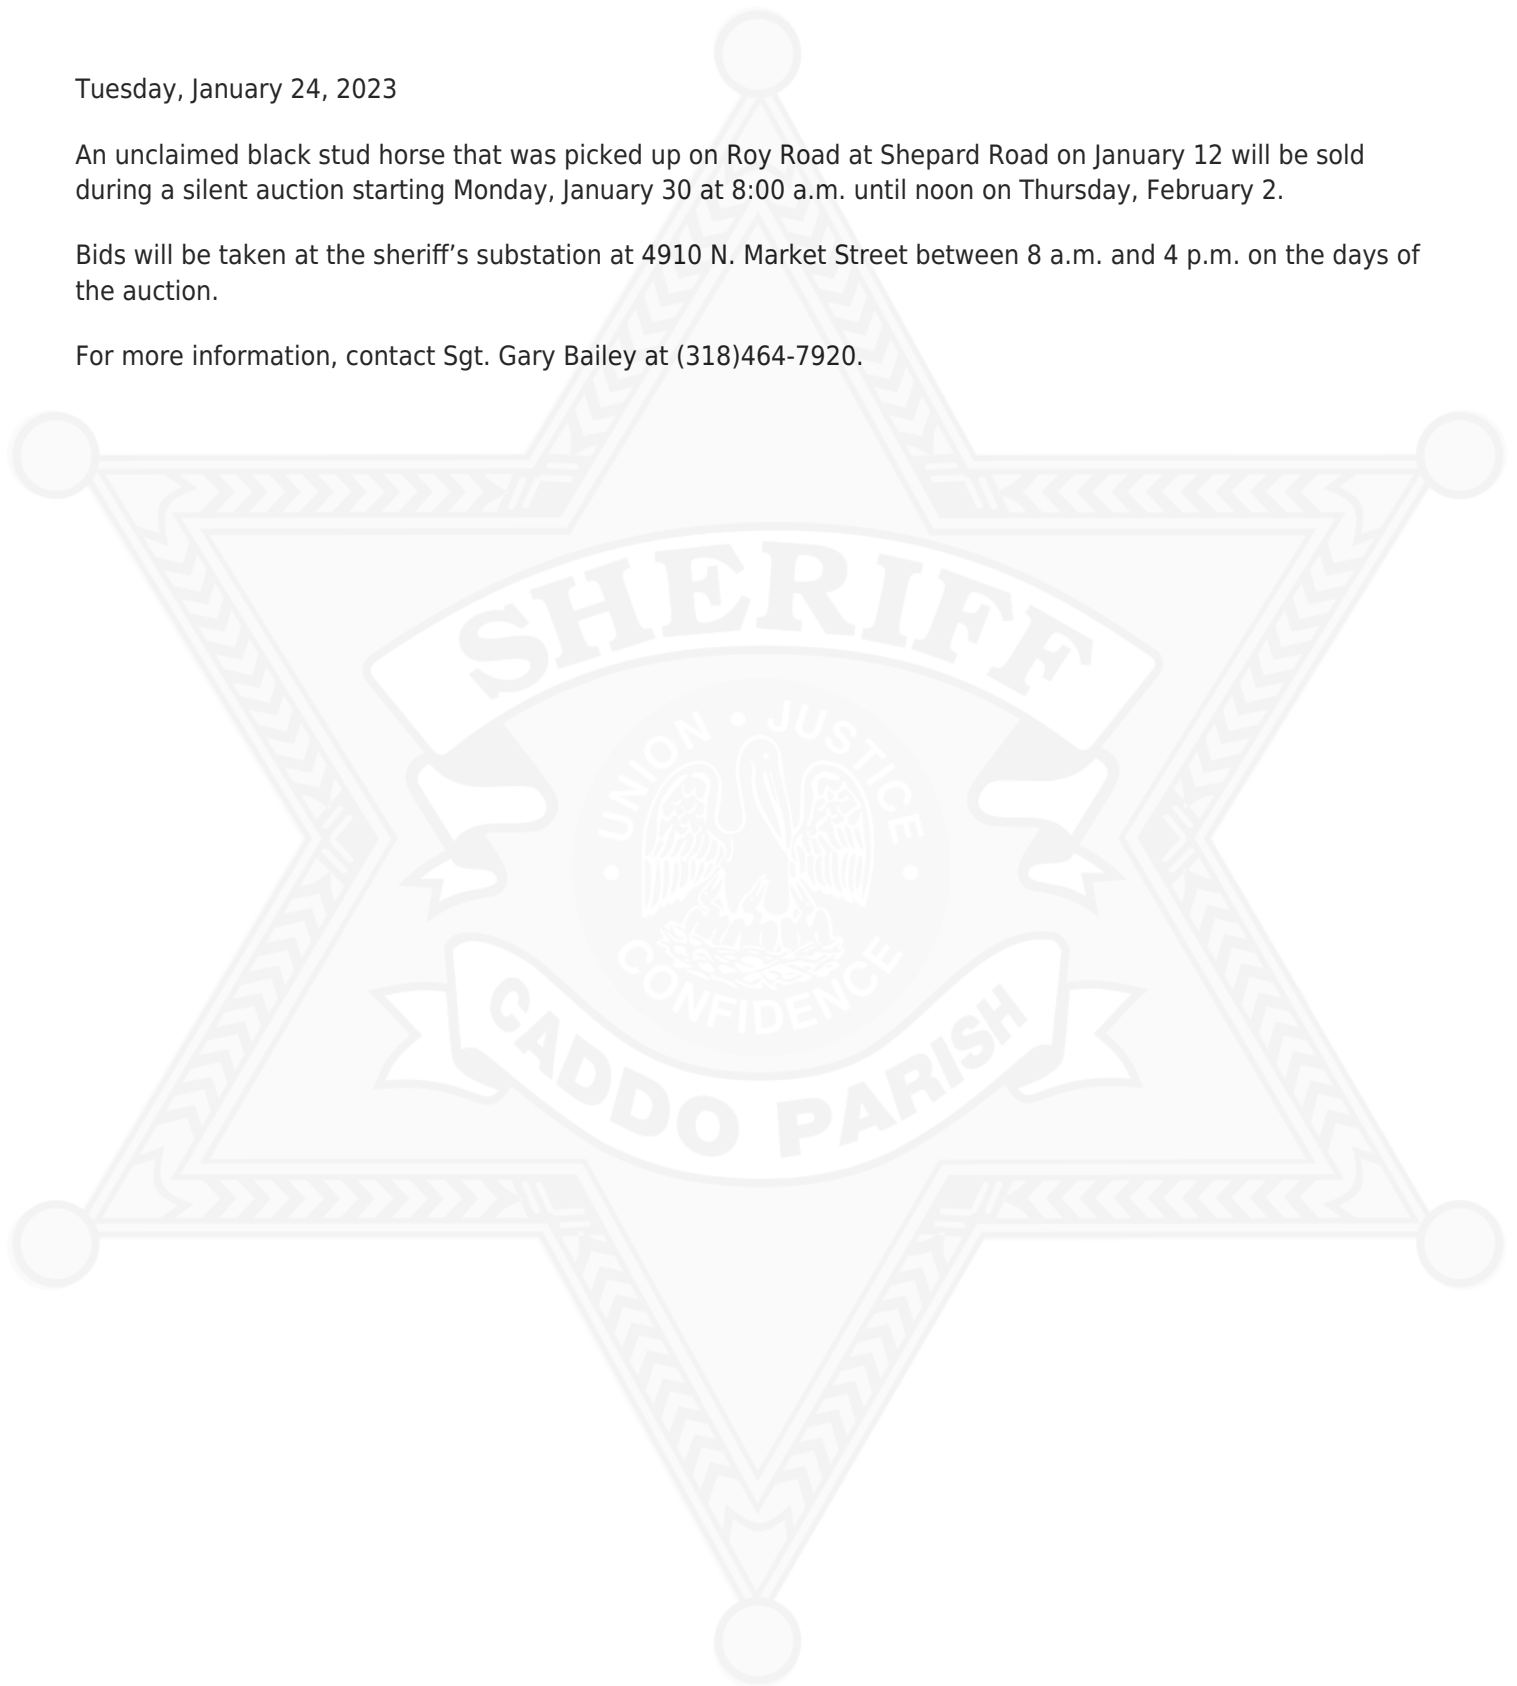 Tuesday, January 24, 2023
An unclaimed black stud horse that was picked up on Roy Road at Shepard Road on January 12 will be sold
during a silent auction starting Monday, January 30 at 8:00 a.m. until noon on Thursday, February 2.
Bids will be taken at the sheriff’s substation at 4910 N. Market Street between 8 a.m. and 4 p.m. on the days of
the auction.
For more information, contact Sgt. Gary Bailey at (318)464-7920.
SHERIFF
UNION • JUSTICE
• CONFIDENCE •
CADDO PARISH